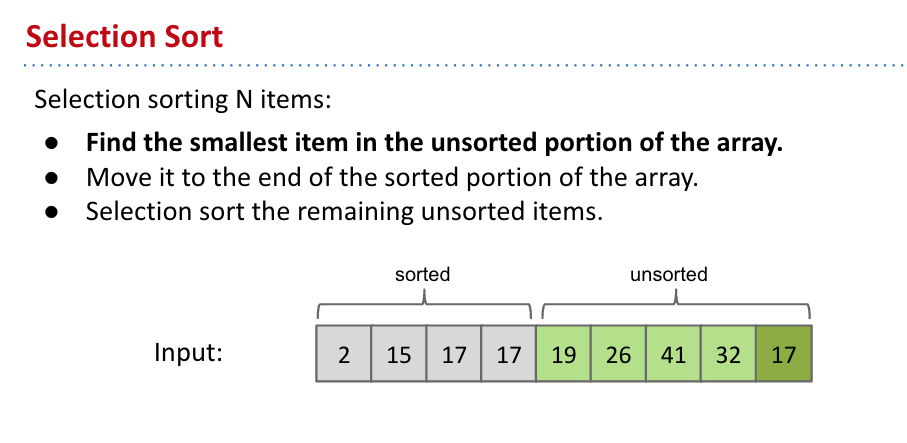 Selection Sort
Selection sorting N items:
● Find the smallest item in the unsorted portion of the array.
● Move it to the end of the sorted portion of the array.
● Selection sort the remaining unsorted items.
sorted unsorted
Input: 2 15 17 17 19 26 41 32 17